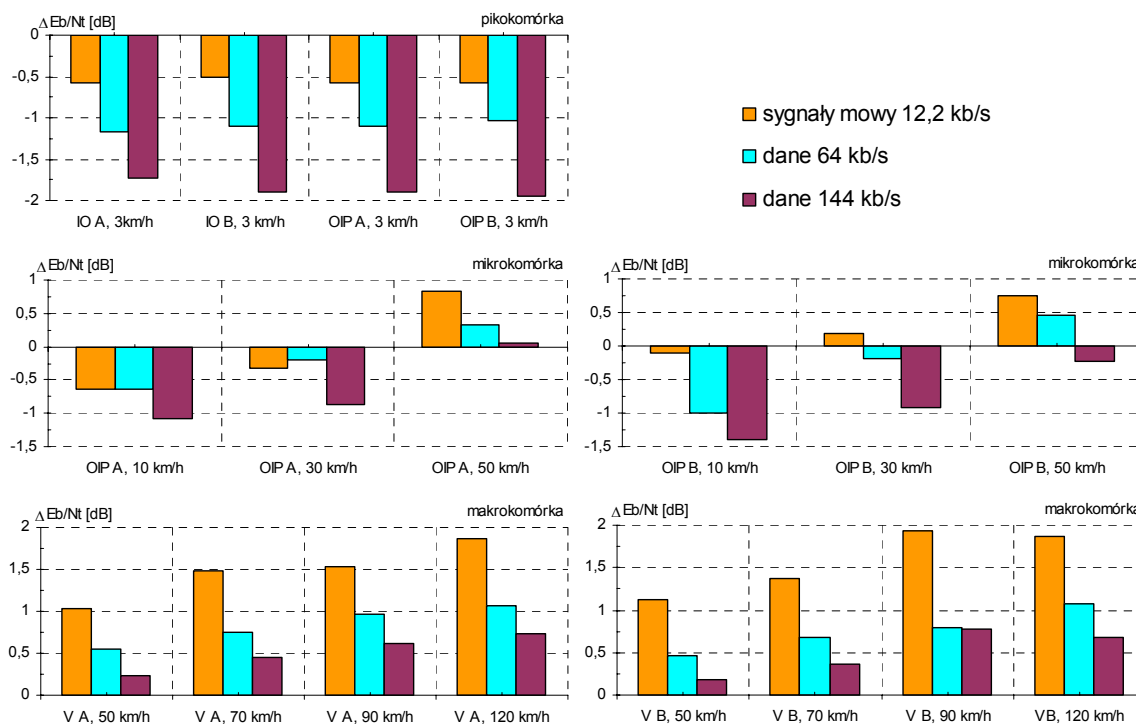 ΔEb/Nt [dB] pikokomórka
0
-0,5
-1
-1,5
-2
IO A, 3km/h IO B, 3 km/h OIP A, 3 km/h OIP B, 3 km/h
sygnały mowy 12,2 kb/s
dane 64 kb/s
dane 144 kb/s
ΔEb/Nt [dB] mikrokomórka
1
0,5
0
-0,5
-1
-1,5
OIP A, 10 km/h OIP A, 30 km/h OIP A, 50 km/h
ΔEb/Nt [dB] mikrokomórka
1
0,5
0
-0,5
-1
-1,5
OIP B, 10 km/h OIP B, 30 km/h OIP B, 50 km/h
ΔEb/Nt [dB] makrokomórka
2
1,5
1
0,5
0
V A, 50 km/h V A, 70 km/h V A, 90 km/h V A, 120 km/h
ΔEb/Nt [dB] makrokomórka
2
1,5
1
0,5
0
V B, 50 km/h V B, 70 km/h V B, 90 km/h V B, 120 km/h